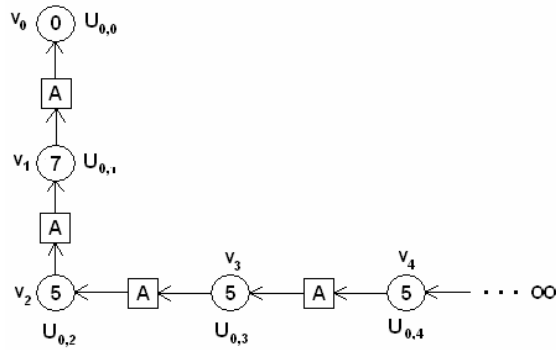 v₀ 0 U₀,₀
A
v₁ 7 U₀,₁
A
v₃ v₄
v₂ 5 A 5 A 5 · · · ∞
U₀,₂ U₀,₃ U₀,₄